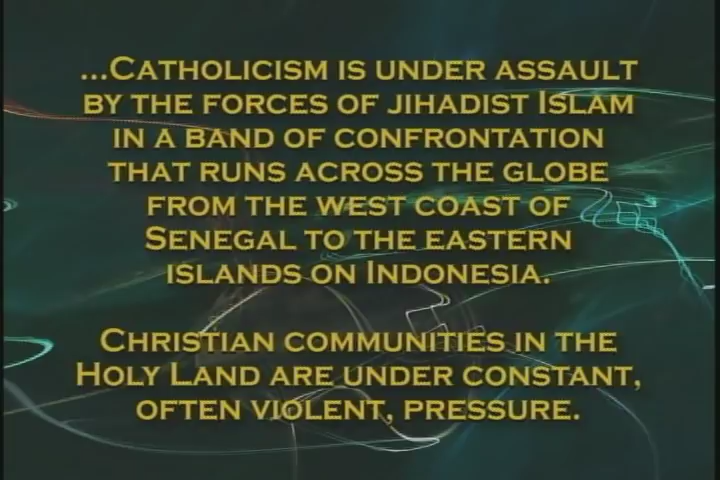 ...Catholicism is under assault
by the forces of jihadist Islam
in a band of confrontation
that runs across the globe
from the west coast of
Senegal to the eastern
islands on Indonesia.
Christian communities in the
Holy Land are under constant,
often violent, pressure.